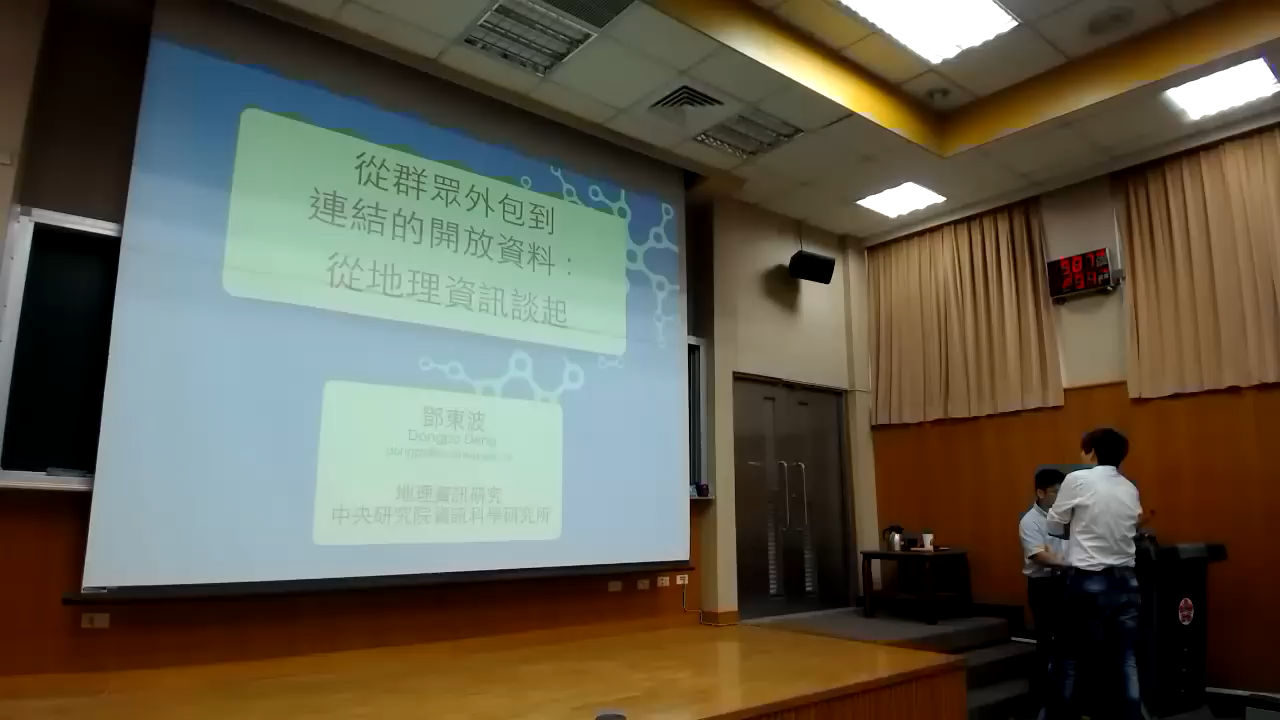 從群眾外包到
連結的開放資料：
從地理資訊談起
鄧東波
Dongpo Deng
地理資訊研究
中央研究院資訊科學研究所